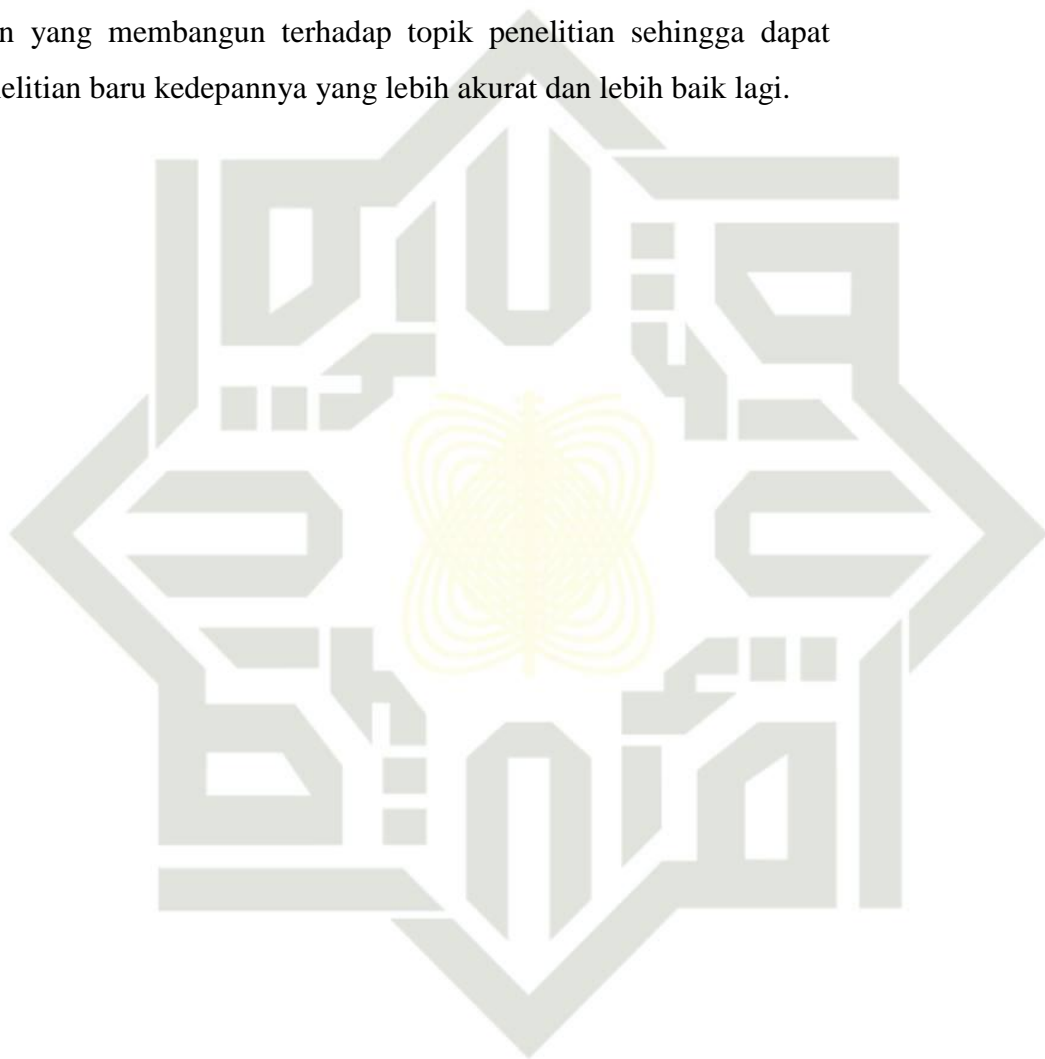 n yang membangun terhadap topik penelitian sehingga dapat
elitian baru kedepannya yang lebih akurat dan lebih baik lagi.